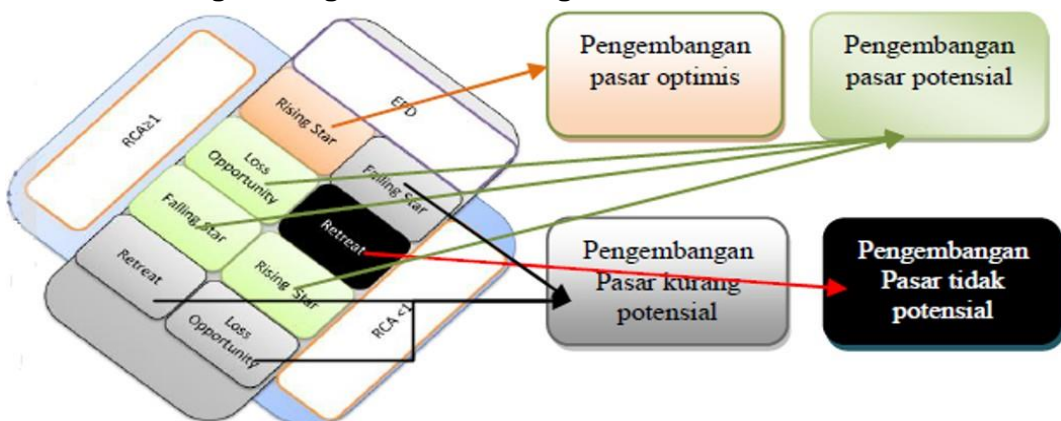 Pengembangan
pasar optimis
Pengembangan
pasar potensial
EPD
RCA≥1
Rising Star
Loss
Opportunity
Falling Star
Falling Star
Retreat
Retreat
Rising Star
Loss
Opportunity
RCA <1
Pengembangan
Pasar kurang
potensial
Pengembangan
Pasar tidak
potensial